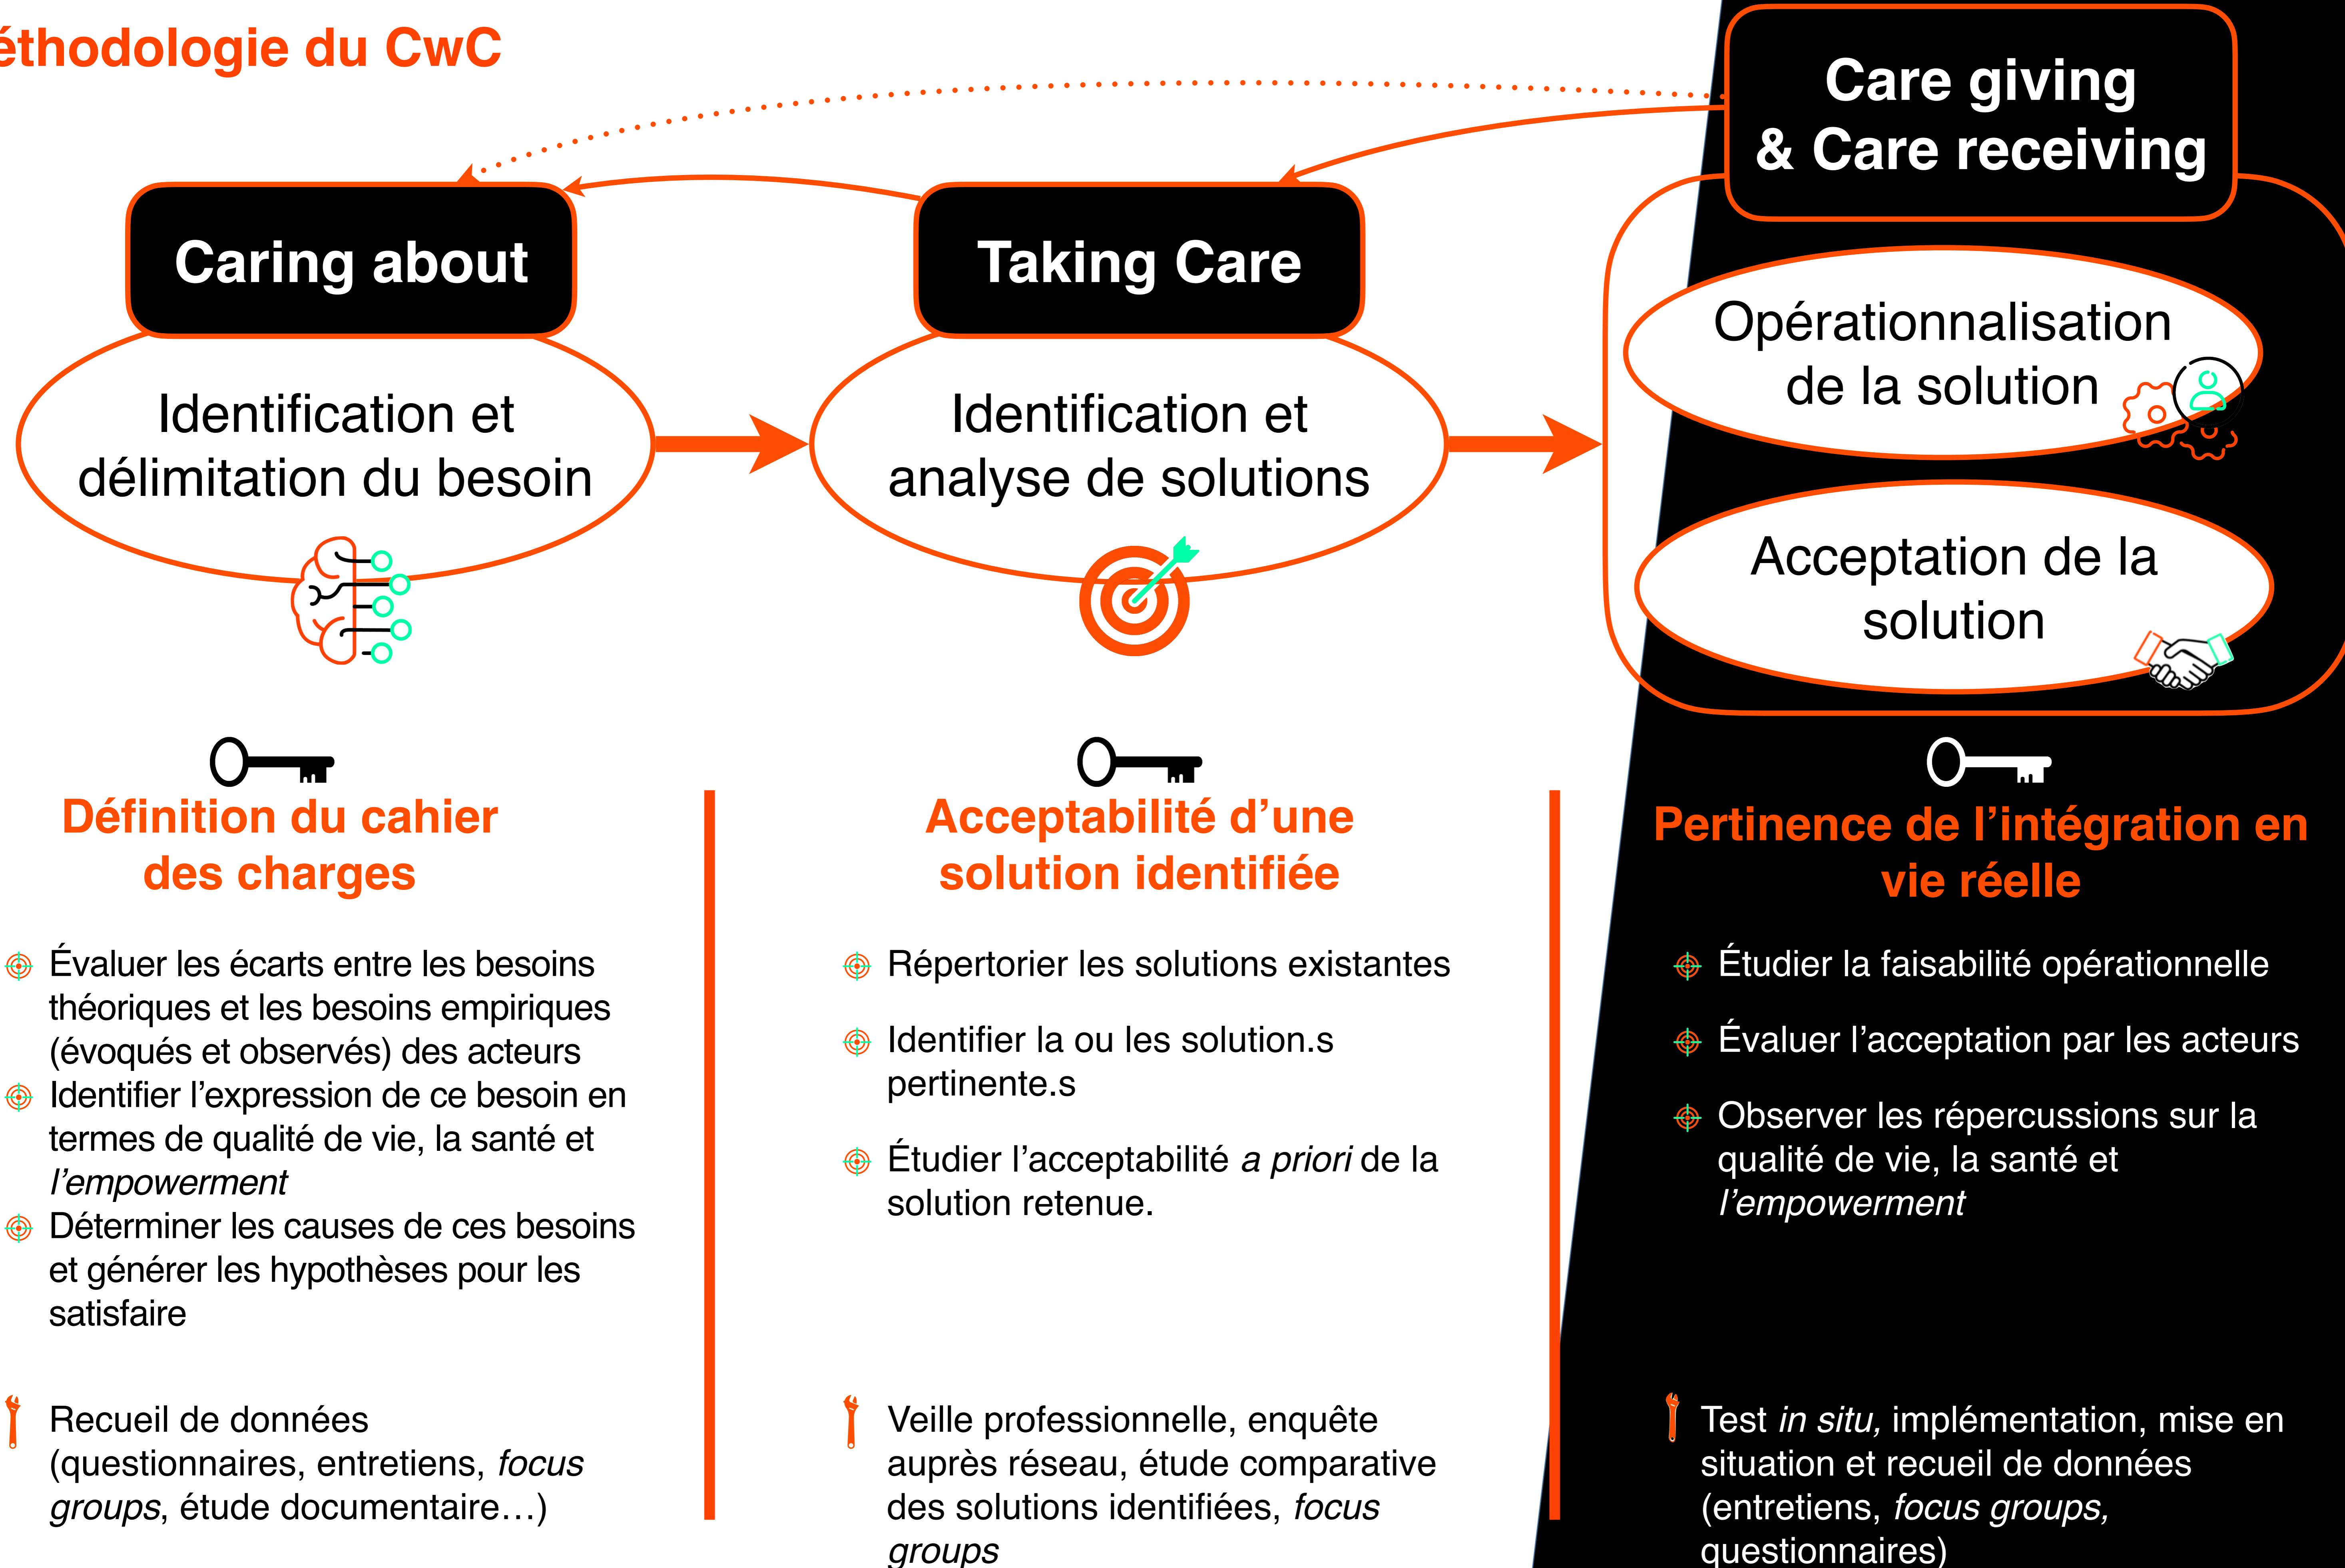 éthodologie du CwC
Caring about
Identification et
délimitation du besoin
Taking Care
Identification et
analyse de solutions
Care giving
& Care receiving
Opérationnalisation
de la solution
Acceptation de la
solution
Définition du cahier
des charges
Évaluer les écarts entre les besoins
théoriques et les besoins empiriques
(évoqués et observés) des acteurs
Identifier l’expression de ce besoin en
termes de qualité de vie, la santé et
l’empowerment
Déterminer les causes de ces besoins
et générer les hypothèses pour les
satisfaire
Recueil de données
(questionnaires, entretiens, focus
groups, étude documentaire…)
Acceptabilité d’une
solution identifiée
Répertorier les solutions existantes
Identifier la ou les solution.s
pertinente.s
Étudier l’acceptabilité a priori de la
solution retenue.
Veille professionnelle, enquête
auprès réseau, étude comparative
des solutions identifiées, focus
groups
Pertinence de l’intégration en
vie réelle
Étudier la faisabilité opérationnelle
Évaluer l’acceptation par les acteurs
Observer les répercussions sur la
qualité de vie, la santé et
l’empowerment
Test in situ, implémentation, mise en
situation et recueil de données
(entretiens, focus groups,
questionnaires)